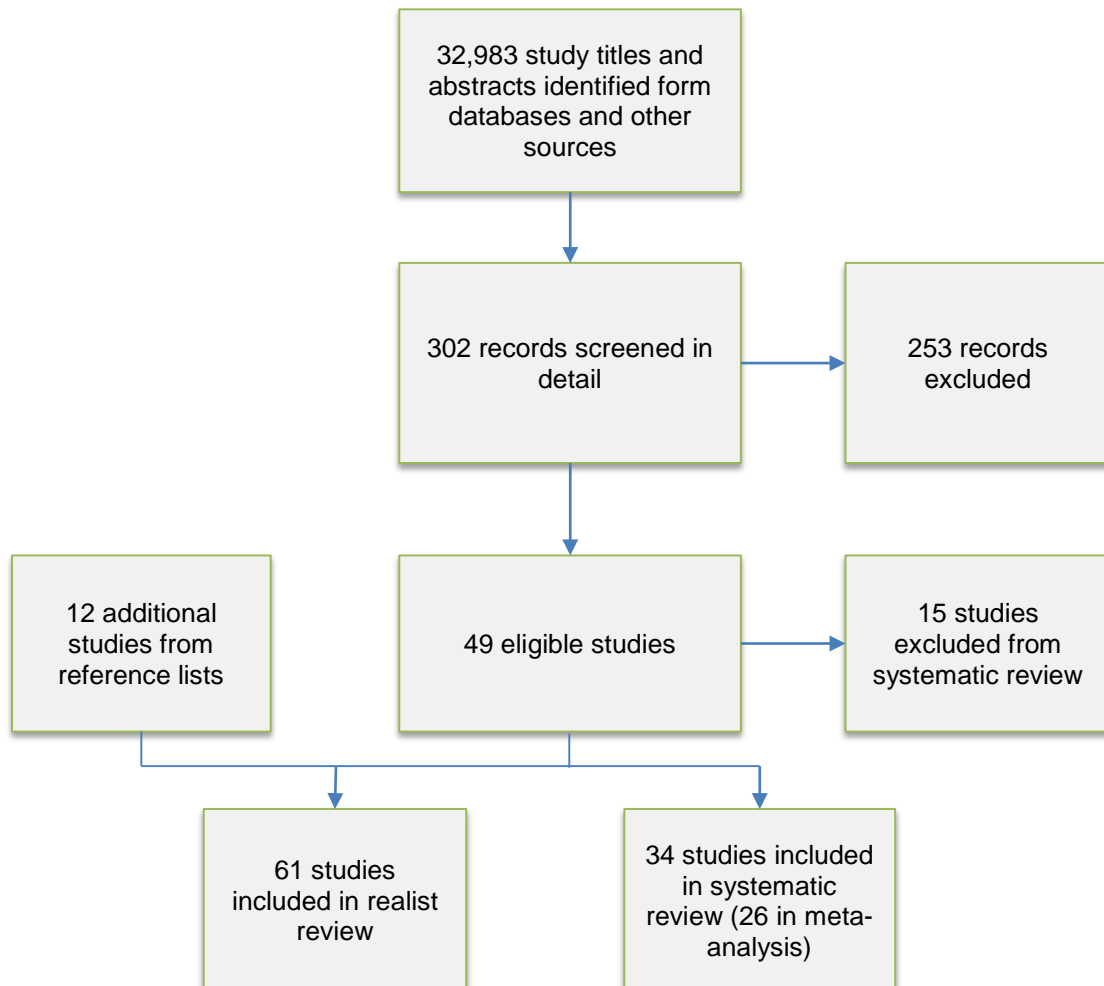 32,983 study titles and
abstracts identified form
databases and other
sources
302 records screened in
detail
253 records
excluded
12 additional
studies from
reference lists
49 eligible studies
15 studies
excluded from
systematic review
61 studies
included in realist
review
34 studies included
in systematic
review (26 in meta-
analysis)